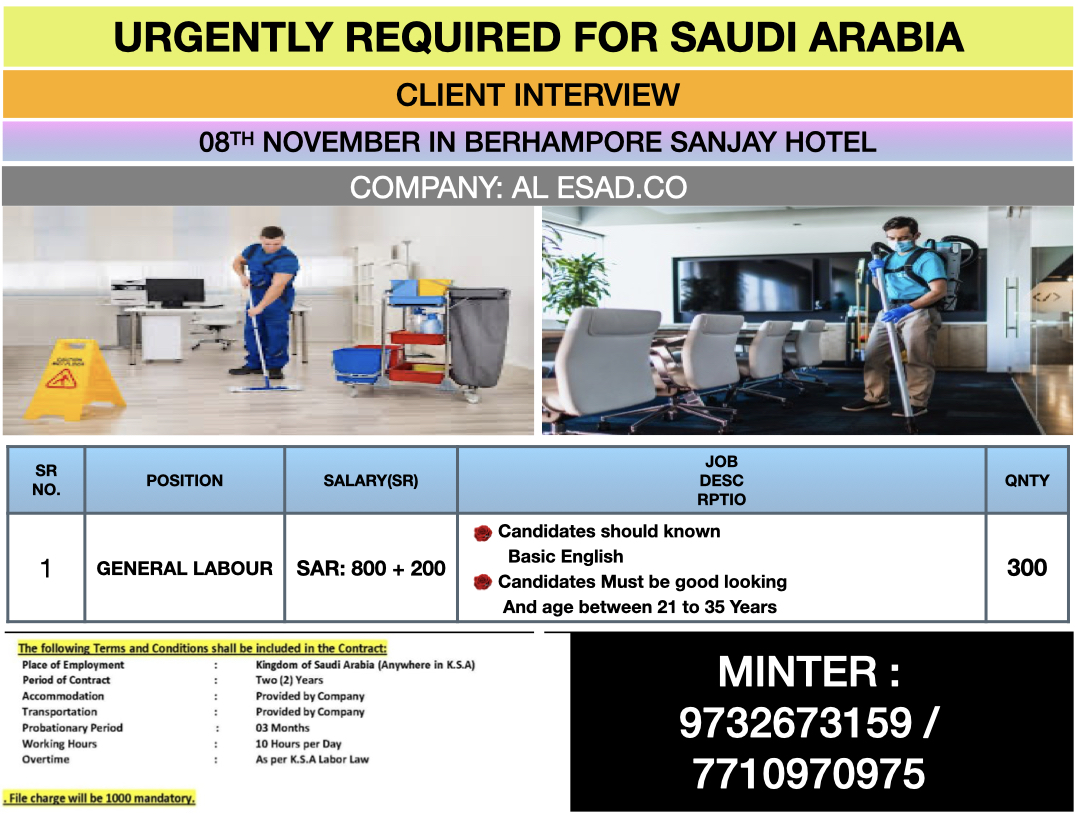 URGENTLY REQUIRED FOR SAUDI ARABIA
CLIENT INTERVIEW
08TH NOVEMBER IN BERHAMPORE SANJAY HOTEL
COMPANY: AL ESAD.CO
CAUTION
WET FLOOR
</>
SR
NO.
POSITION
SALARY(SR)
JOB
DESC
RPTIO
QNTY
1
GENERAL LABOUR
SAR: 800 + 200
Candidates should known
Basic English
Candidates Must be good looking
And age between 21 to 35 Years
300
The following Terms and Conditions shall be included in the Contract:
Place of Employment : Kingdom of Saudi Arabia (Anywhere in K.S.A)
Period of Contract : Two (2) Years
Accommodation : Provided by Company
Transportation : Provided by Company
Probationary Period : 03 Months
Working Hours : 10 Hours per Day
Overtime : As per K.S.A Labor Law
. File charge will be 1000 mandatory.
MINTER :
9732673159 /
7710970975